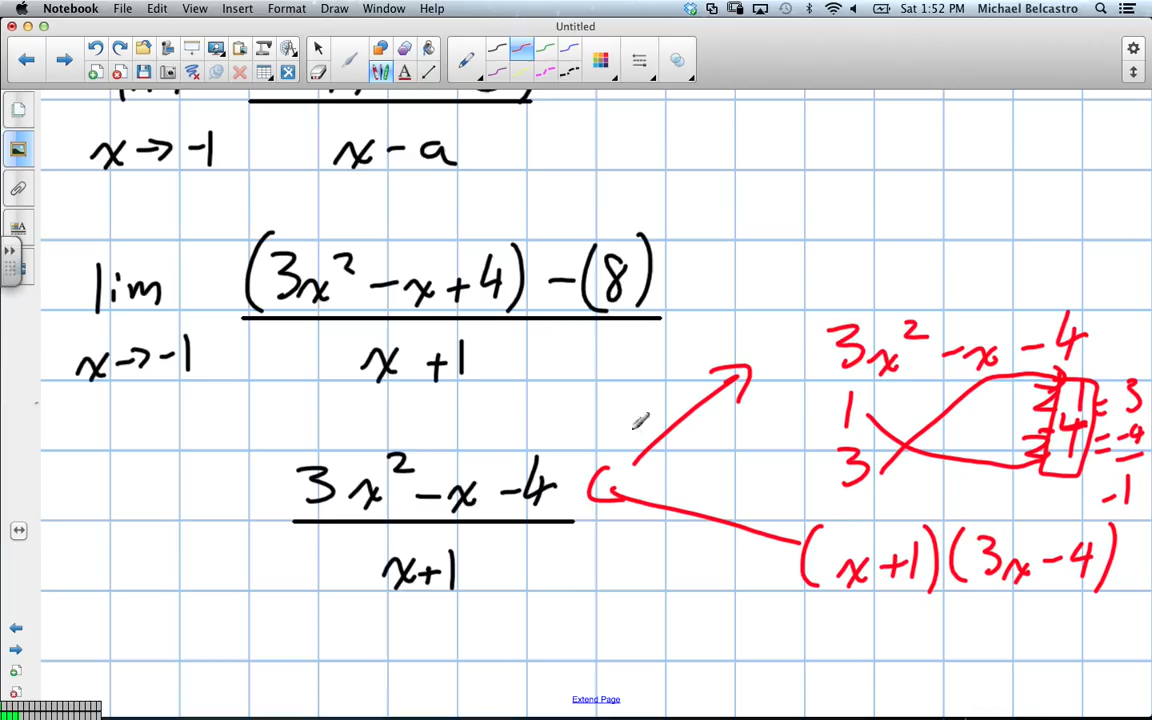 Notebook File Edit View Insert Format Draw Window Help Sat 1:52 PM Michael Belcastro
Untitled
x → -1 x - a
lim (3x² - x + 4) - (8)
x → -1 x + 1
3x² - x - 4
x + 1
3x² - x - 4
1 1 = 3
3 4 = -4
-1
(x + 1)(3x - 4)
Extend Page